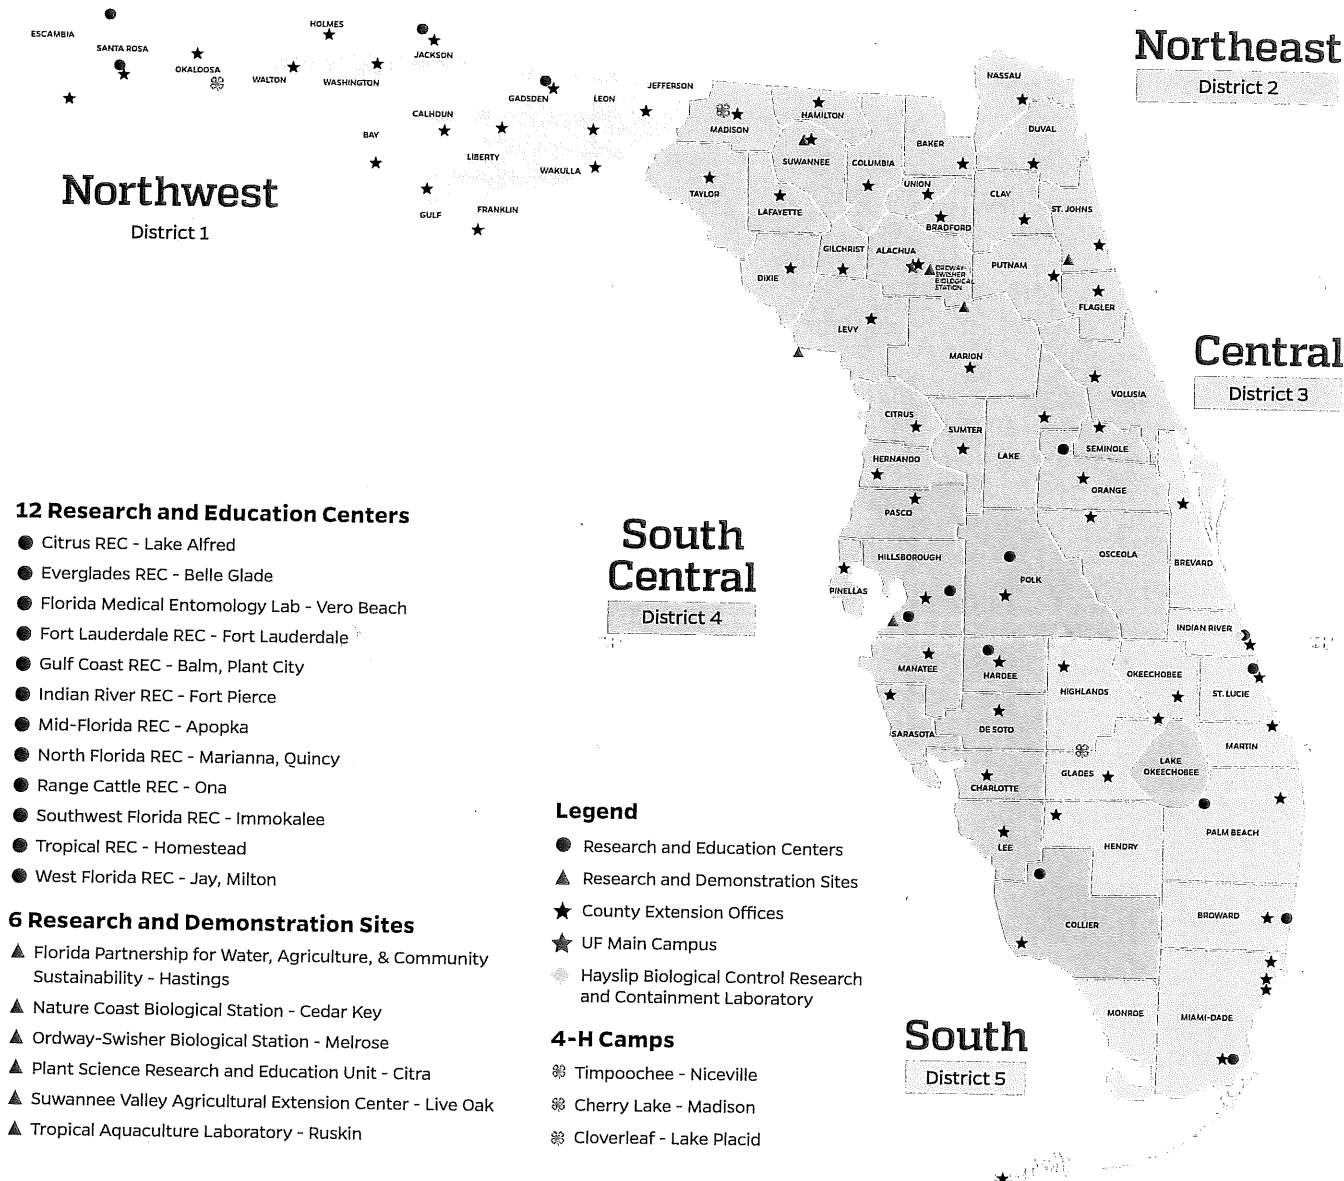 ESCAMBIA
SANTA ROSA
OKALOOSA
WALTON
HOLMES
WASHINGTON
JACKSON
BAY
CALHOUN
GULF
LIBERTY
FRANKLIN
GADSDEN
LEON
WAKULLA
JEFFERSON
Northwest
District 1
Northeast
District 2
MADISON
HAMILTON
SUWANNEE
TAYLOR
LAFAYETTE
COLUMBIA
BAKER
NASSAU
DUVAL
UNION
BRADFORD
CLAY
ST. JOHNS
DIXIE
GILCHRIST
ALACHUA
ORDWAY-
SWISHER
BIOLOGICAL
STATION
PUTNAM
FLAGLER
LEVY
MARION
VOLUSIA
Central
District 3
CITRUS
SUMTER
LAKE
SEMINOLE
HERNANDO
ORANGE
PASCO
OSCEOLA
BREVARD
South
Central
District 4
HILLSBOROUGH
PINELLAS
POLK
INDIAN RIVER
MANATEE
HARDEE
HIGHLANDS
OKEECHOBEE
ST. LUCIE
SARASOTA
DE SOTO
MARTIN
CHARLOTTE
GLADES
LAKE
OKEECHOBEE
LEE
HENDRY
PALM BEACH
COLLIER
BROWARD
MONROE
MIAMI-DADE
South
District 5
12 Research and Education Centers
Citrus REC - Lake Alfred
Everglades REC - Belle Glade
Florida Medical Entomology Lab - Vero Beach
Fort Lauderdale REC - Fort Lauderdale
Gulf Coast REC - Balm, Plant City
Indian River REC - Fort Pierce
Mid-Florida REC - Apopka
North Florida REC - Marianna, Quincy
Range Cattle REC - Ona
Southwest Florida REC - Immokalee
Tropical REC - Homestead
West Florida REC - Jay, Milton
6 Research and Demonstration Sites
Florida Partnership for Water, Agriculture, & Community
Sustainability - Hastings
Nature Coast Biological Station - Cedar Key
Ordway-Swisher Biological Station - Melrose
Plant Science Research and Education Unit - Citra
Suwannee Valley Agricultural Extension Center - Live Oak
Tropical Aquaculture Laboratory - Ruskin
Legend
Research and Education Centers
Research and Demonstration Sites
County Extension Offices
UF Main Campus
Hayslip Biological Control Research
and Containment Laboratory
4-H Camps
Timpoochee - Niceville
Cherry Lake - Madison
Cloverleaf - Lake Placid